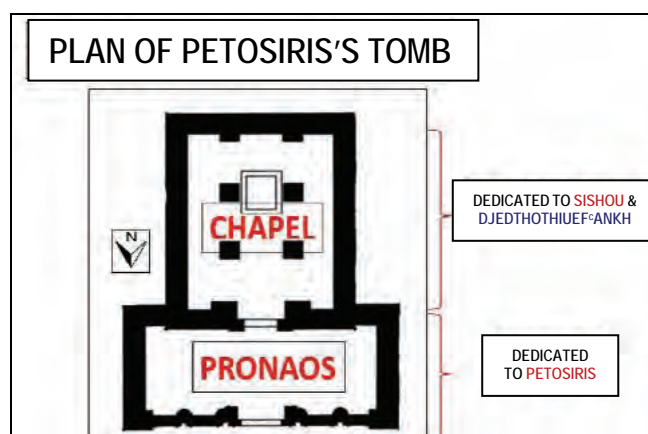 PLAN OF PETOSIRIS'S TOMB
DEDICATED TO SISHOU &
DJEDTHOTHIUEFᶜANKH
N
CHAPEL
DEDICATED
TO PETOSIRIS
PRONAOS